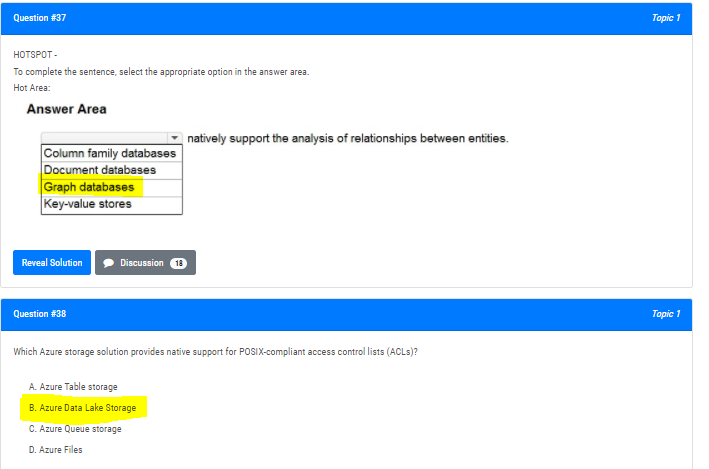 Question #37 Topic 1
HOTSPOT -
To complete the sentence, select the appropriate option in the answer area.
Hot Area:
Answer Area
natively support the analysis of relationships between entities.
Column family databases
Document databases
Graph databases
Key-value stores
Reveal Solution Discussion 18
Question #38 Topic 1
Which Azure storage solution provides native support for POSIX-compliant access control lists (ACLs)?
A. Azure Table storage
B. Azure Data Lake Storage
C. Azure Queue storage
D. Azure Files